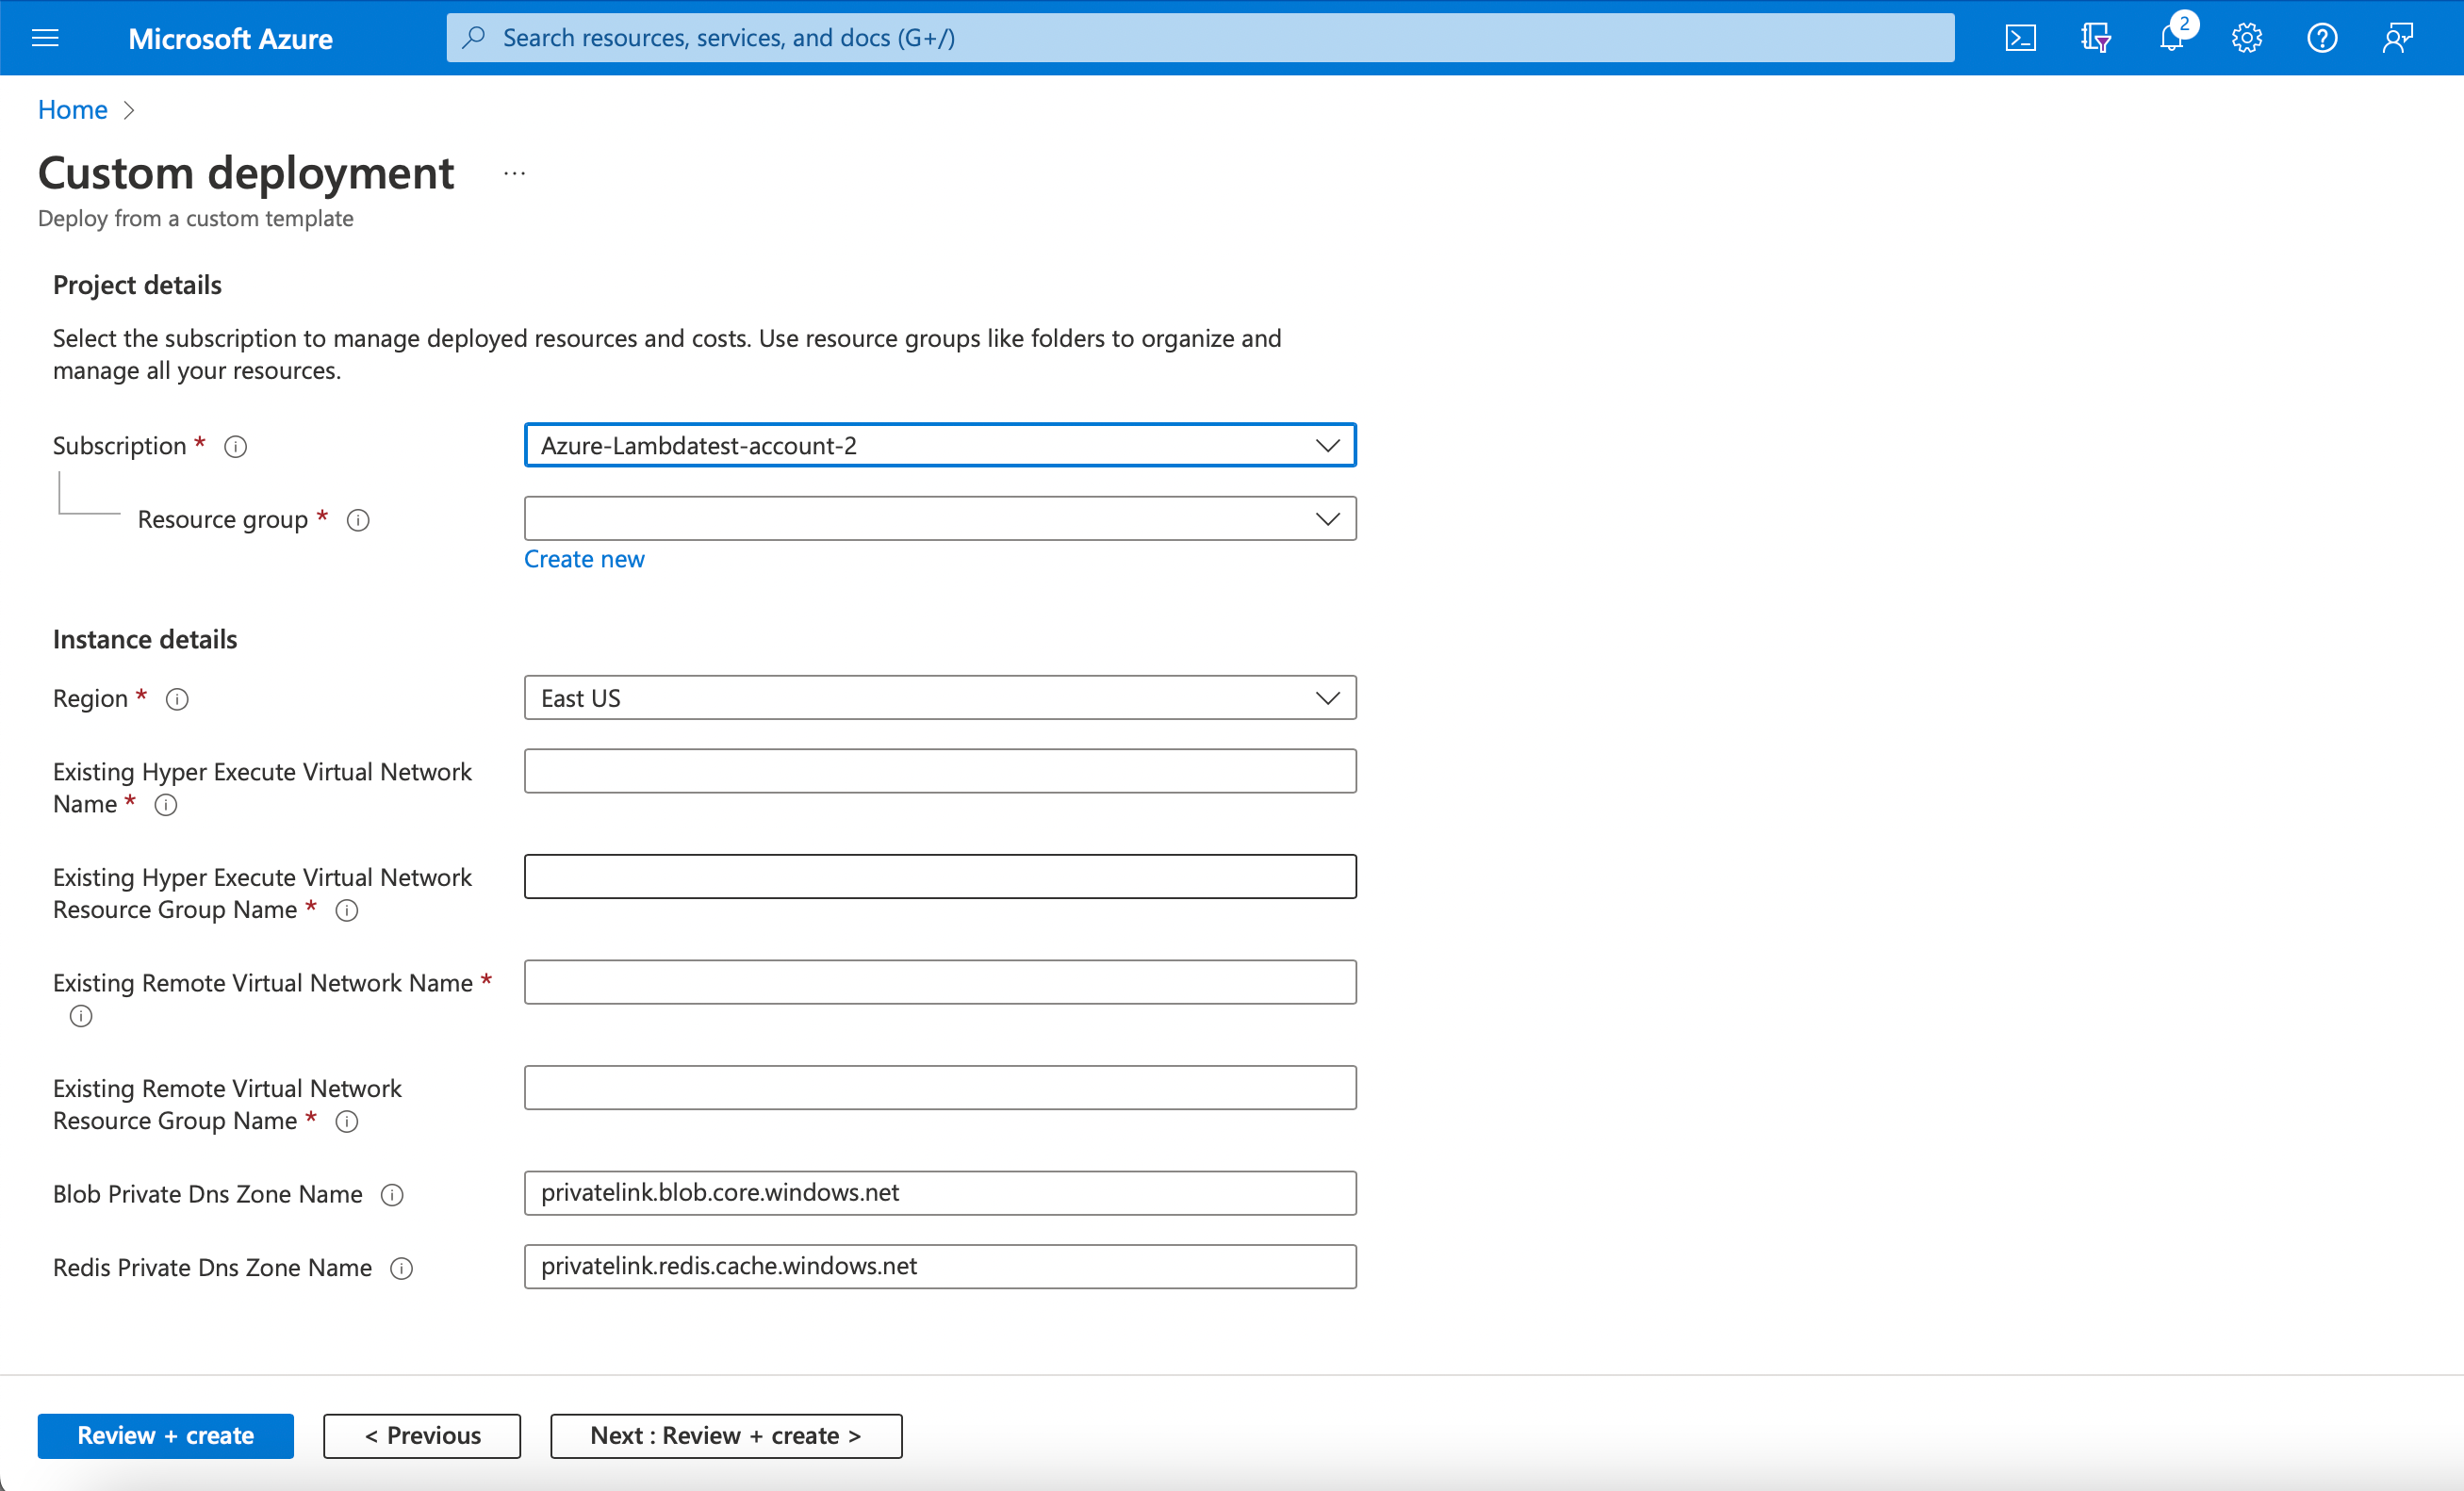 Microsoft Azure
Search resources, services, and docs (G+/)
2
Home
Custom deployment
...
Deploy from a custom template
Project details
Select the subscription to manage deployed resources and costs. Use resource groups like folders to organize and
manage all your resources.
Subscription *
Azure-Lambdatest-account-2
Resource group *
Create new
Instance details
Region *
East US
Existing Hyper Execute Virtual Network
Name *
Existing Hyper Execute Virtual Network
Resource Group Name *
Existing Remote Virtual Network Name *
Existing Remote Virtual Network
Resource Group Name *
Blob Private Dns Zone Name
privatelink.blob.core.windows.net
Redis Private Dns Zone Name
privatelink.redis.cache.windows.net
Review + create
< Previous
Next : Review + create >